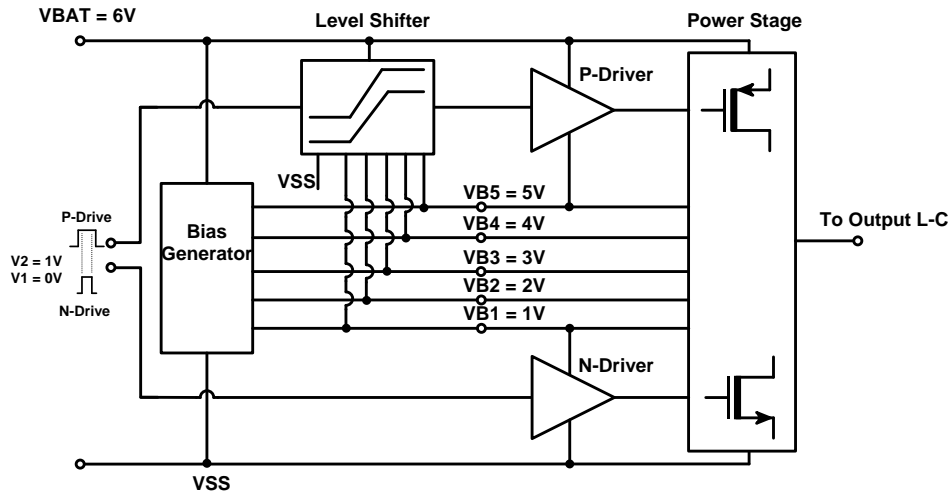 VBAT = 6V
Level Shifter
Power Stage
P-Driver
VSS
P-Drive
V2 = 1V
V1 = 0V
N-Drive
Bias
Generator
VB5 = 5V
VB4 = 4V
VB3 = 3V
VB2 = 2V
VB1 = 1V
To Output L-C
N-Driver
VSS